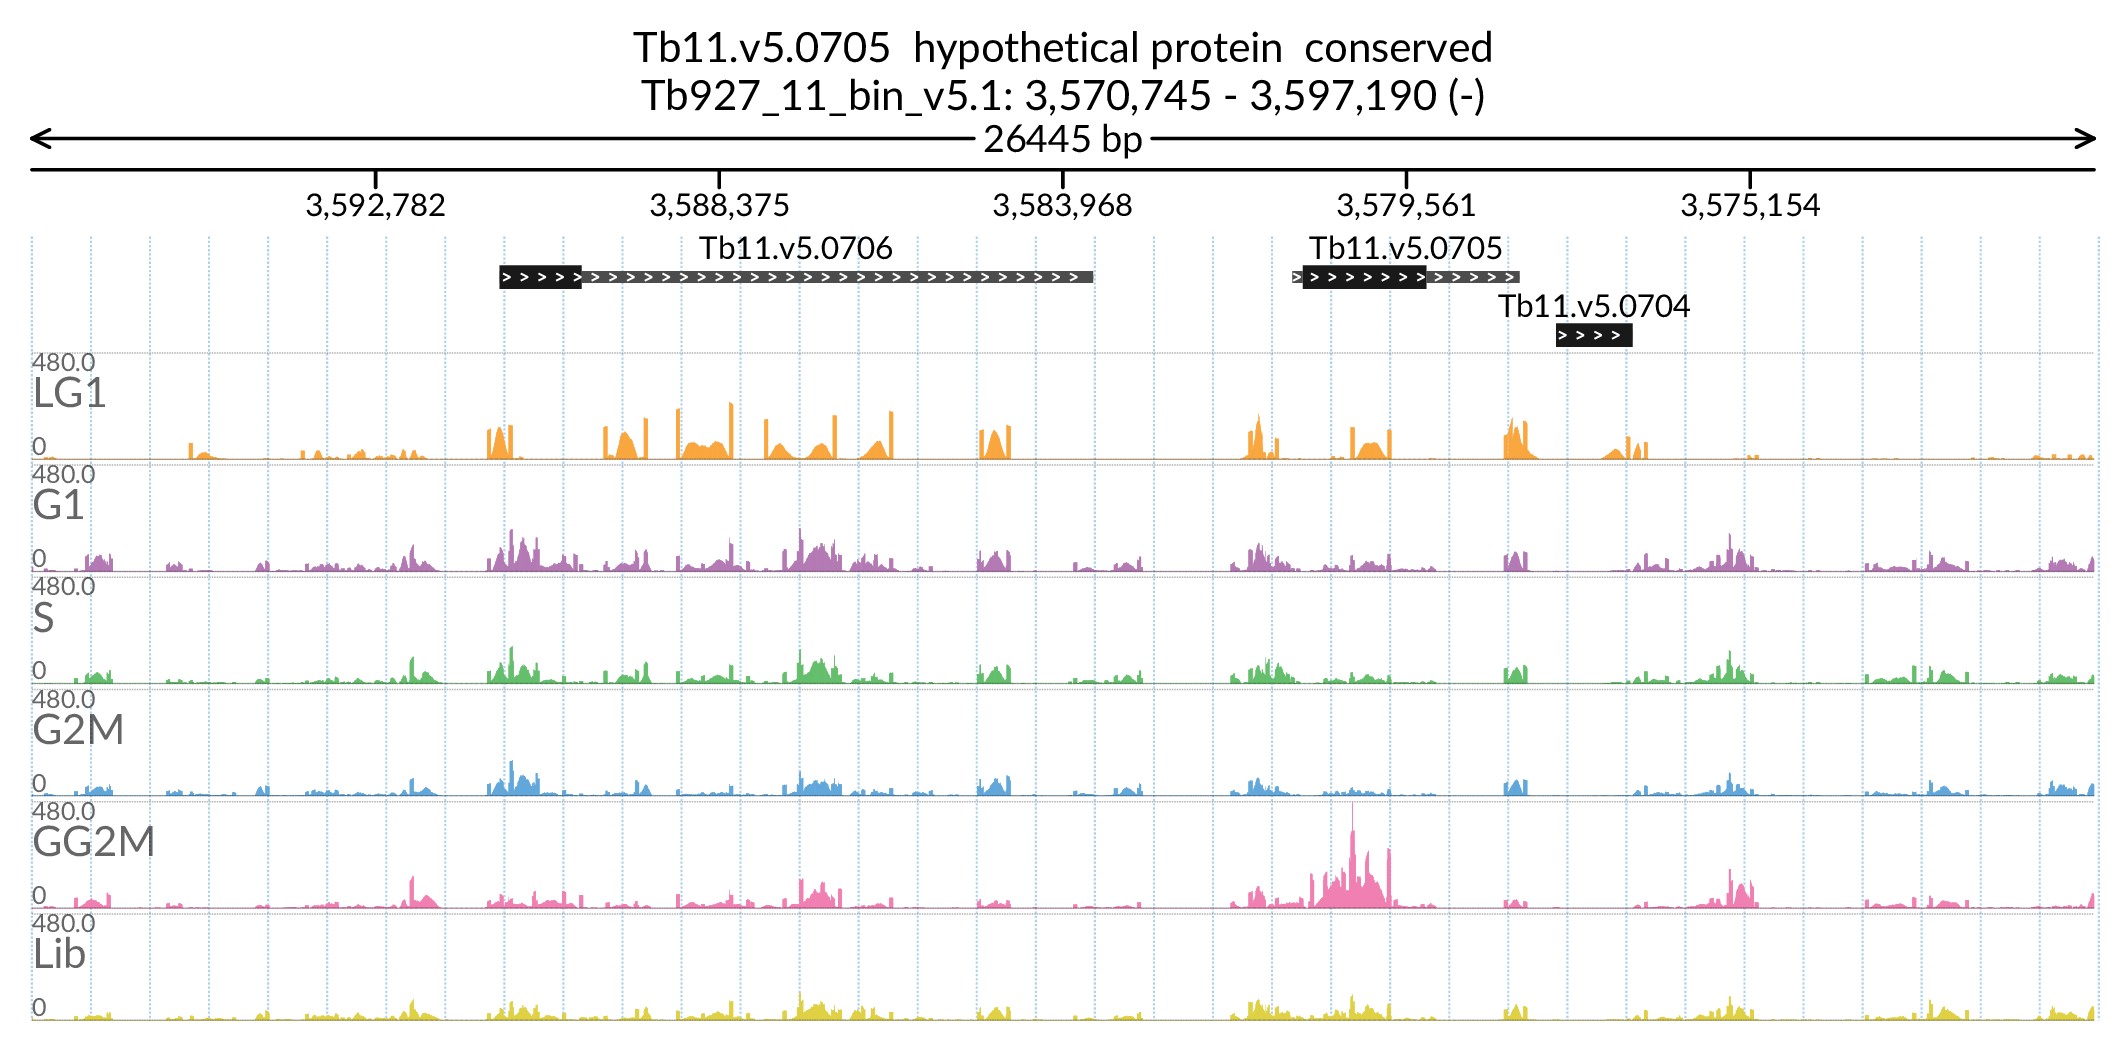 Tb11.v5.0705  hypothetical protein  conserved
Tb927_11_bin_v5.1: 3,570,745 - 3,597,190 (-)
26445 bp
3,592,782 3,588,375 3,583,968 3,579,561 3,575,154
Tb11.v5.0706 Tb11.v5.0705
Tb11.v5.0704
480.0
LG1
0
480.0
G1
0
480.0
S
0
480.0
G2M
0
480.0
GG2M
0
480.0
Lib
0